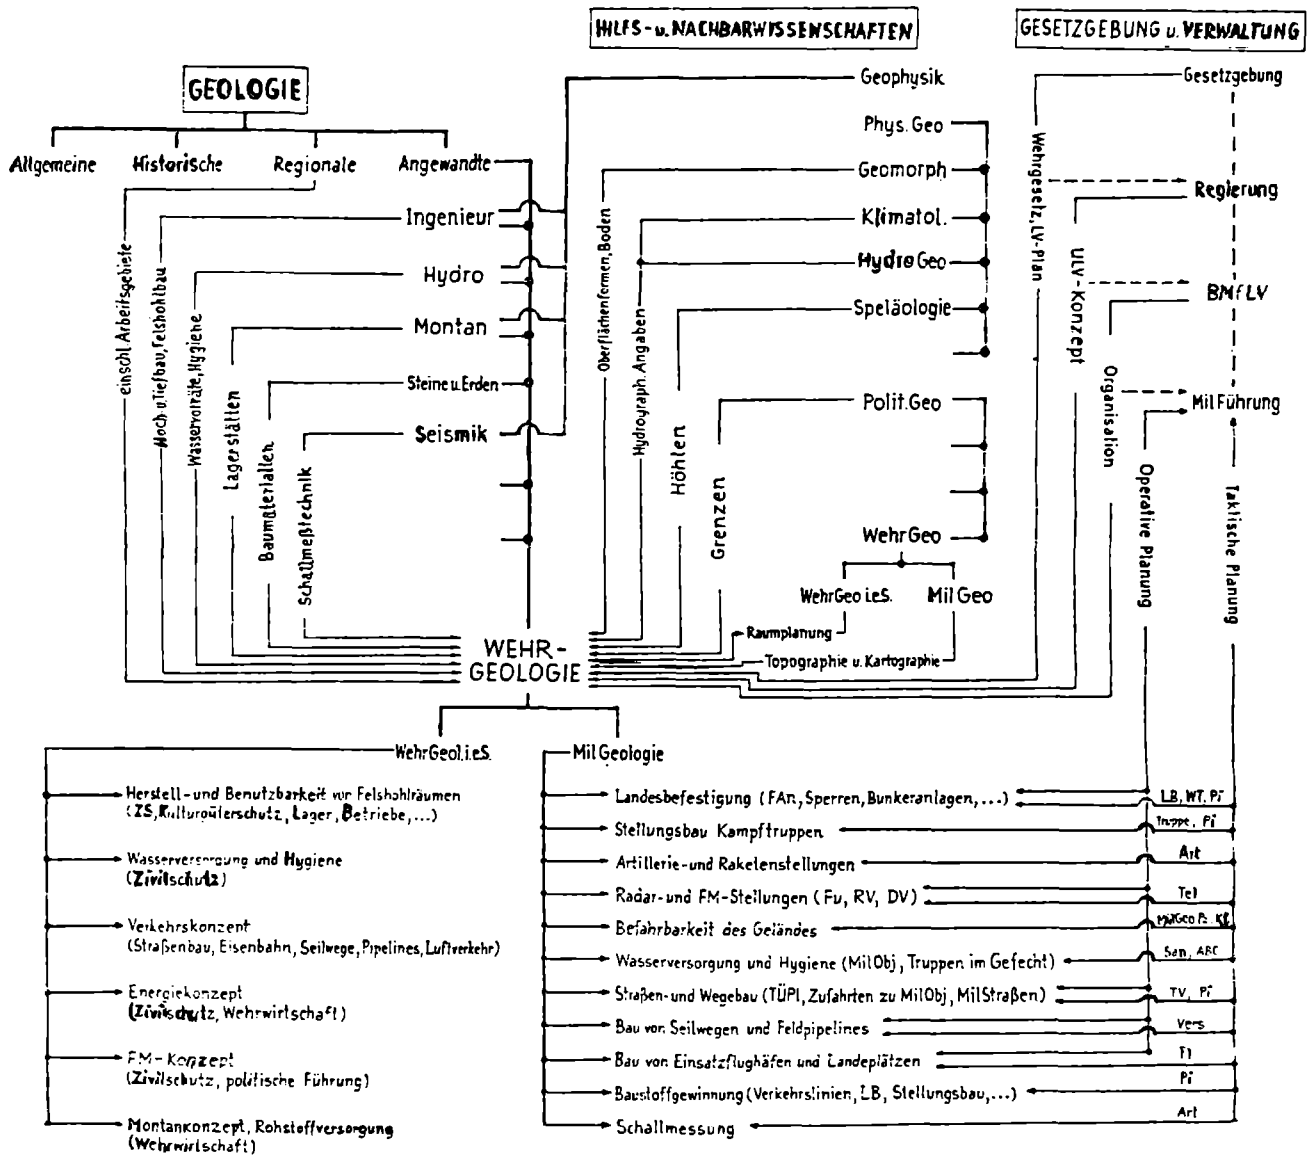 HILFS- u. NACHBARWISSENSCHAFTEN
GESETZGEBUNG u. VERWALTUNG
GEOLOGIE
Allgemeine
Historische
Regionale
Angewandte
Ingenieur
Hydro
Montan
Steine u. Erden
Seismik
einschl. Arbeitsgebiete
Hoch u. Tiefbau, Felshohlbau
Wasservorräte, Hygiene
Lagerstätten
Baumaterialien
Schallmeßtechnik
Geophysik
Phys. Geo
Geomorph
Klimatol.
Hydro Geo
Speläologie
Polit. Geo
WehrGeo
WehrGeo i.e.S.
Mil Geo
Raumplanung
Topographie u. Kartographie
Oberflächenformen, Boden
Hydrograph. Angaben
Höhlen
Grenzen
Gesetzgebung
Regierung
BMfLV
Mil Führung
Wehrgesetz, LV-Plan
ULV-Konzept
Organisation
Operative Planung
Taktische Planung
WEHR-
GEOLOGIE
WehrGeol. i.e.S.
Mil Geologie
Herstell- und Benutzbarkeit von Felshohlräumen
(ZS, Kulturgüterschutz, Lager, Betriebe, ...)
Wasserversorgung und Hygiene
(Zivilschutz)
Verkehrskonzept
(Straßenbau, Eisenbahn, Seilwege, Pipelines, Luftverkehr)
Energiekonzept
(Zivilschutz, Wehrwirtschaft)
FM-Konzept
(Zivilschutz, politische Führung)
Montankonzept, Rohstoffversorgung
(Wehrwirtschaft)
Landesbefestigung (FAn, Sperren, Bunkeranlagen, ...)
LB, WT, Pi
Stellungsbau Kampftruppen
Truppe, Pi
Artillerie- und Raketenstellungen
Art
Radar- und FM-Stellungen (Fu, RV, DV)
Tel
Befahrbarkeit des Geländes
MilGeo
Wasserversorgung und Hygiene (MilObj, Truppen im Gefecht)
San, ABC
Straßen- und Wegebau (TÜPl, Zufahrten zu MilObj, MilStraßen)
TV, Pi
Bau von Seilwegen und Feldpipelines
Vers
Bau von Einsatzflughäfen und Landeplätzen
Fl
Baustoffgewinnung (Verkehrslinien, LB, Stellungsbau, ...)
Pi
Schallmessung
Art